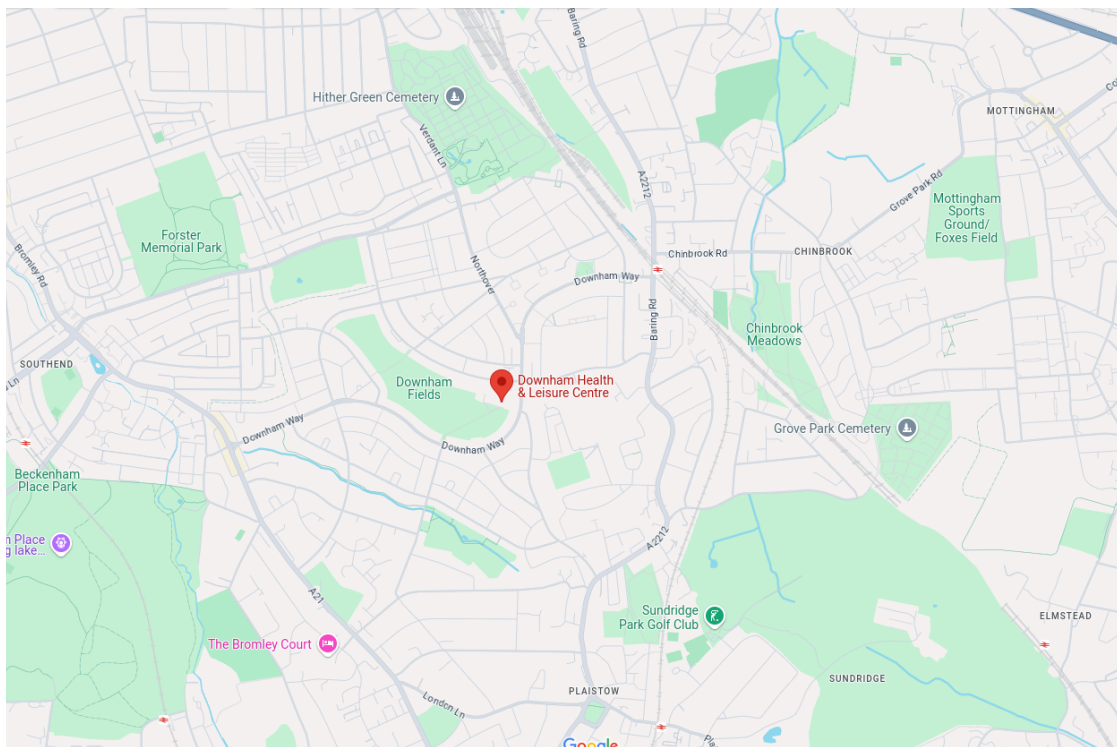 Baring Rd
Hither Green Cemetery
MOTTINGHAM
Verdant Ln
A2212
Grove Park Rd
Mottingham
Sports
Ground/
Foxes Field
Forster
Memorial Park
Bromley Rd
Chinbrook Rd
CHINBROOK
Northover
Downham Way
Baring Rd
Chinbrook
Meadows
SOUTHEND
Downham
Fields
Downham Health
& Leisure Centre
Downham Way
Downham Way
Grove Park Cemetery
Beckenham
Place Park
n Place
g lake...
A2212
A21
Sundridge
Park Golf Club
ELMSTEAD
The Bromley Court
SUNDRIDGE
London Ln
PLAISTOW
Google